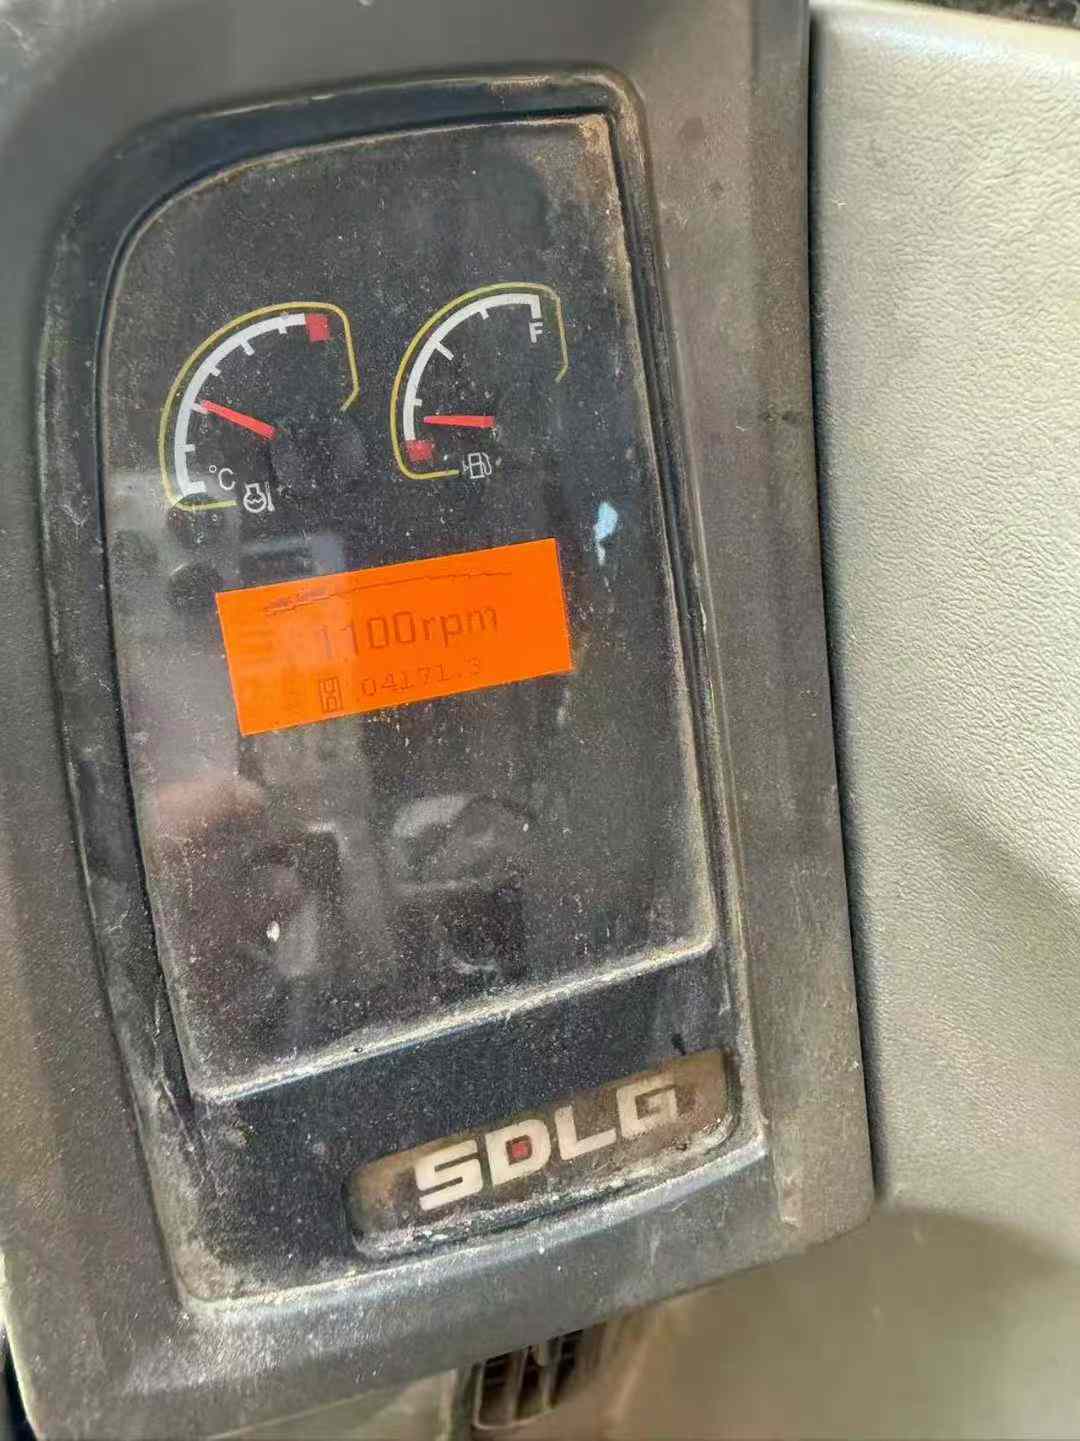 F
°C
1100rpm
04171.3
SDLG